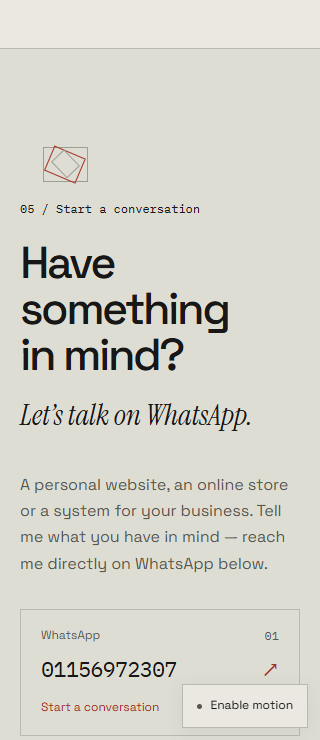 05 / Start a conversation
Have
something
in mind?
Let's talk on WhatsApp.
A personal website, an online store
or a system for your business. Tell
me what you have in mind — reach
me directly on WhatsApp below.
WhatsApp 01
01156972307 ↗
Start a conversation
Enable motion